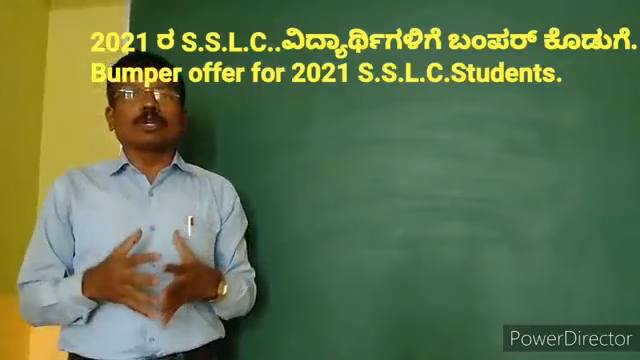 2021 ರ S.S.L.C..ವಿದ್ಯಾರ್ಥಿಗಳಿಗೆ ಬಂಪರ್ ಕೊಡುಗೆ.
Bumper offer for 2021 S.S.L.C.Students.
PowerDirector